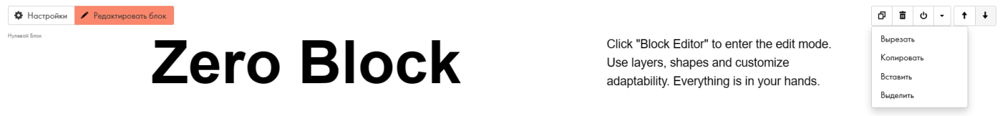 Настройки
Редактировать блок
Нулевой Блок
Zero Block
Click "Block Editor" to enter the edit mode.
Use layers, shapes and customize
adaptability. Everything is in your hands.
Вырезать
Копировать
Вставить
Выделить